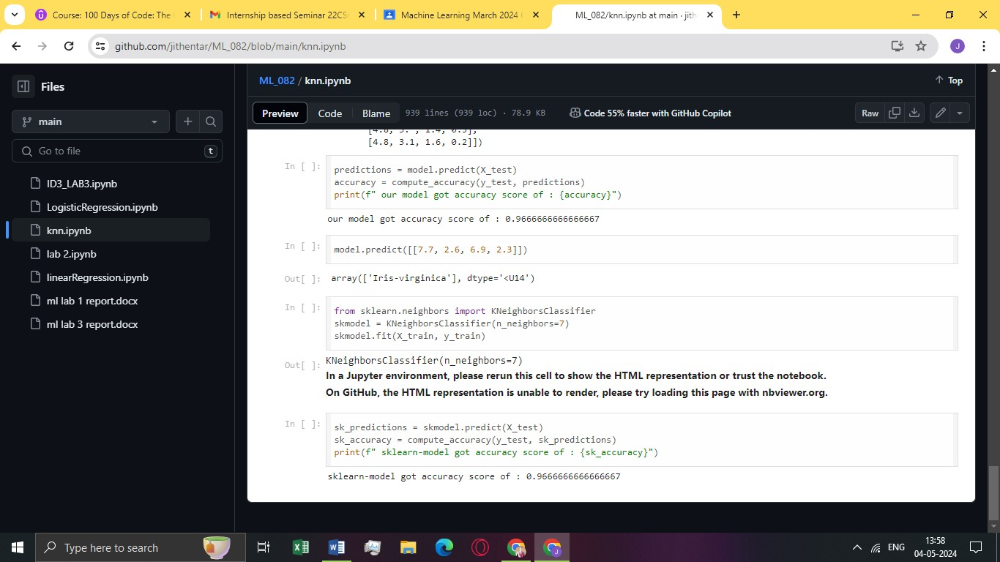 Course: 100 Days of Code: The
Internship based Seminar 22CS
Machine Learning March 2024
ML_082/knn.ipynb at main · jith
github.com/jithentar/ML_082/blob/main/knn.ipynb
J
Files
ML_082 / knn.ipynb
Top
main
Preview
Code
Blame
939 lines (939 loc) · 78.9 KB
Code 55% faster with GitHub Copilot
Raw
Go to file
t
ID3_LAB3.ipynb
LogisticRegression.ipynb
knn.ipynb
lab 2.ipynb
linearRegression.ipynb
ml lab 1 report.docx
ml lab 3 report.docx
[4.8, 3.1, 1.6, 0.2]])
In [ ]:
predictions = model.predict(X_test)
accuracy = compute_accuracy(y_test, predictions)
print(f" our model got accuracy score of : {accuracy}")
our model got accuracy score of : 0.9666666666666667
In [ ]:
model.predict([[7.7, 2.6, 6.9, 2.3]])
Out[ ]:
array(['Iris-virginica'], dtype='<U14')
In [ ]:
from sklearn.neighbors import KNeighborsClassifier
skmodel = KNeighborsClassifier(n_neighbors=7)
skmodel.fit(X_train, y_train)
Out[ ]:
KNeighborsClassifier(n_neighbors=7)
In a Jupyter environment, please rerun this cell to show the HTML representation or trust the notebook.
On GitHub, the HTML representation is unable to render, please try loading this page with nbviewer.org.
In [ ]:
sk_predictions = skmodel.predict(X_test)
sk_accuracy = compute_accuracy(y_test, sk_predictions)
print(f" sklearn-model got accuracy score of : {sk_accuracy}")
sklearn-model got accuracy score of : 0.9666666666666667
Type here to search
ENG
13:58
04-05-2024